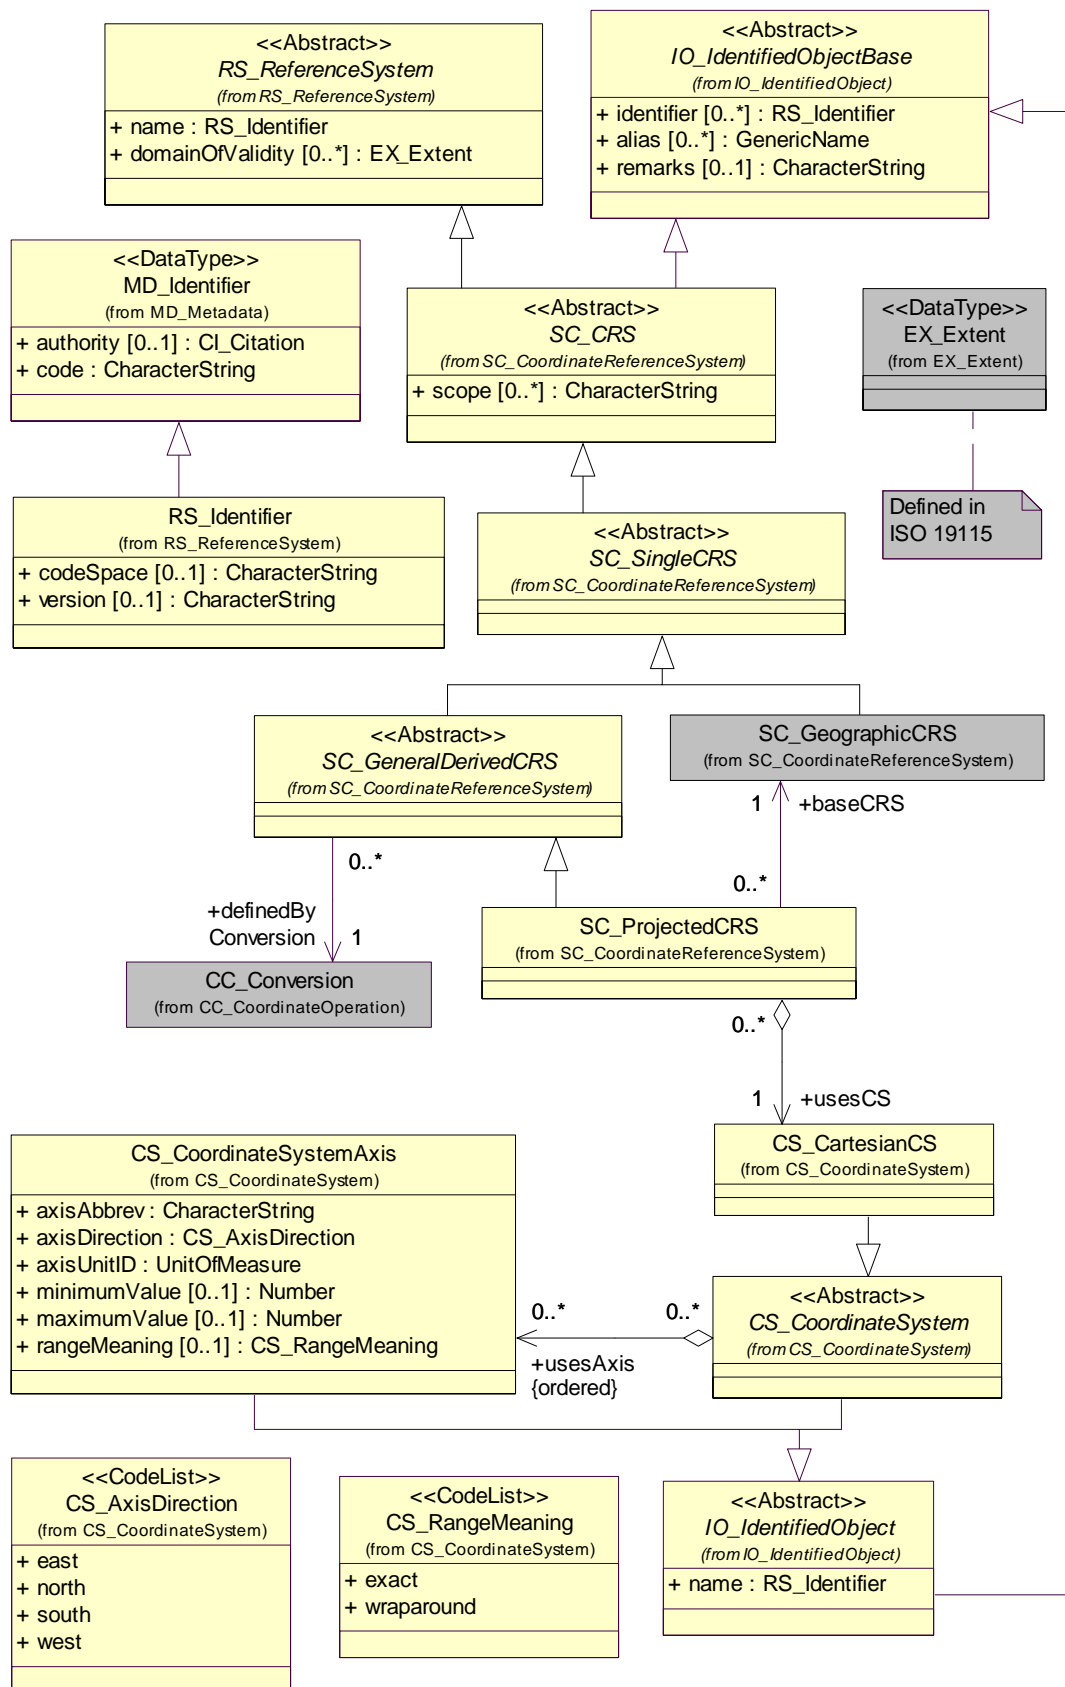 <<Abstract>>
RS_ReferenceSystem
(from RS_ReferenceSystem)
+ name : RS_Identifier
+ domainOfValidity [0..*] : EX_Extent
<<Abstract>>
IO_IdentifiedObjectBase
(from IO_IdentifiedObject)
+ identifier [0..*] : RS_Identifier
+ alias [0..*] : GenericName
+ remarks [0..1] : CharacterString
<<DataType>>
MD_Identifier
(from MD_Metadata)
+ authority [0..1] : CI_Citation
+ code : CharacterString
<<Abstract>>
SC_CRS
(from SC_CoordinateReferenceSystem)
+ scope [0..*] : CharacterString
<<DataType>>
EX_Extent
(from EX_Extent)
Defined in
ISO 19115
RS_Identifier
(from RS_ReferenceSystem)
+ codeSpace [0..1] : CharacterString
+ version [0..1] : CharacterString
<<Abstract>>
SC_SingleCRS
(from SC_CoordinateReferenceSystem)
<<Abstract>>
SC_GeneralDerivedCRS
(from SC_CoordinateReferenceSystem)
SC_GeographicCRS
(from SC_CoordinateReferenceSystem)
1 +baseCRS
0..*
0..*
+definedBy
Conversion 1
SC_ProjectedCRS
(from SC_CoordinateReferenceSystem)
CC_Conversion
(from CC_CoordinateOperation)
0..*
1 +usesCS
CS_CartesianCS
(from CS_CoordinateSystem)
CS_CoordinateSystemAxis
(from CS_CoordinateSystem)
+ axisAbbrev : CharacterString
+ axisDirection : CS_AxisDirection
+ axisUnitID : UnitOfMeasure
+ minimumValue [0..1] : Number
+ maximumValue [0..1] : Number
+ rangeMeaning [0..1] : CS_RangeMeaning
0..* 0..*
+usesAxis
{ordered}
<<Abstract>>
CS_CoordinateSystem
(from CS_CoordinateSystem)
<<CodeList>>
CS_AxisDirection
(from CS_CoordinateSystem)
+ east
+ north
+ south
+ west
<<CodeList>>
CS_RangeMeaning
(from CS_CoordinateSystem)
+ exact
+ wraparound
<<Abstract>>
IO_IdentifiedObject
(from IO_IdentifiedObject)
+ name : RS_Identifier